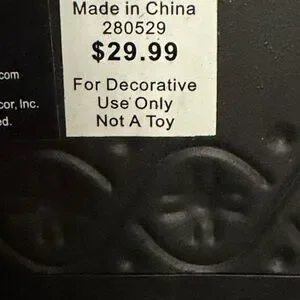 Made in China
280529
$29.99
For Decorative
Use Only
Not A Toy
com
cor, Inc.
ed.